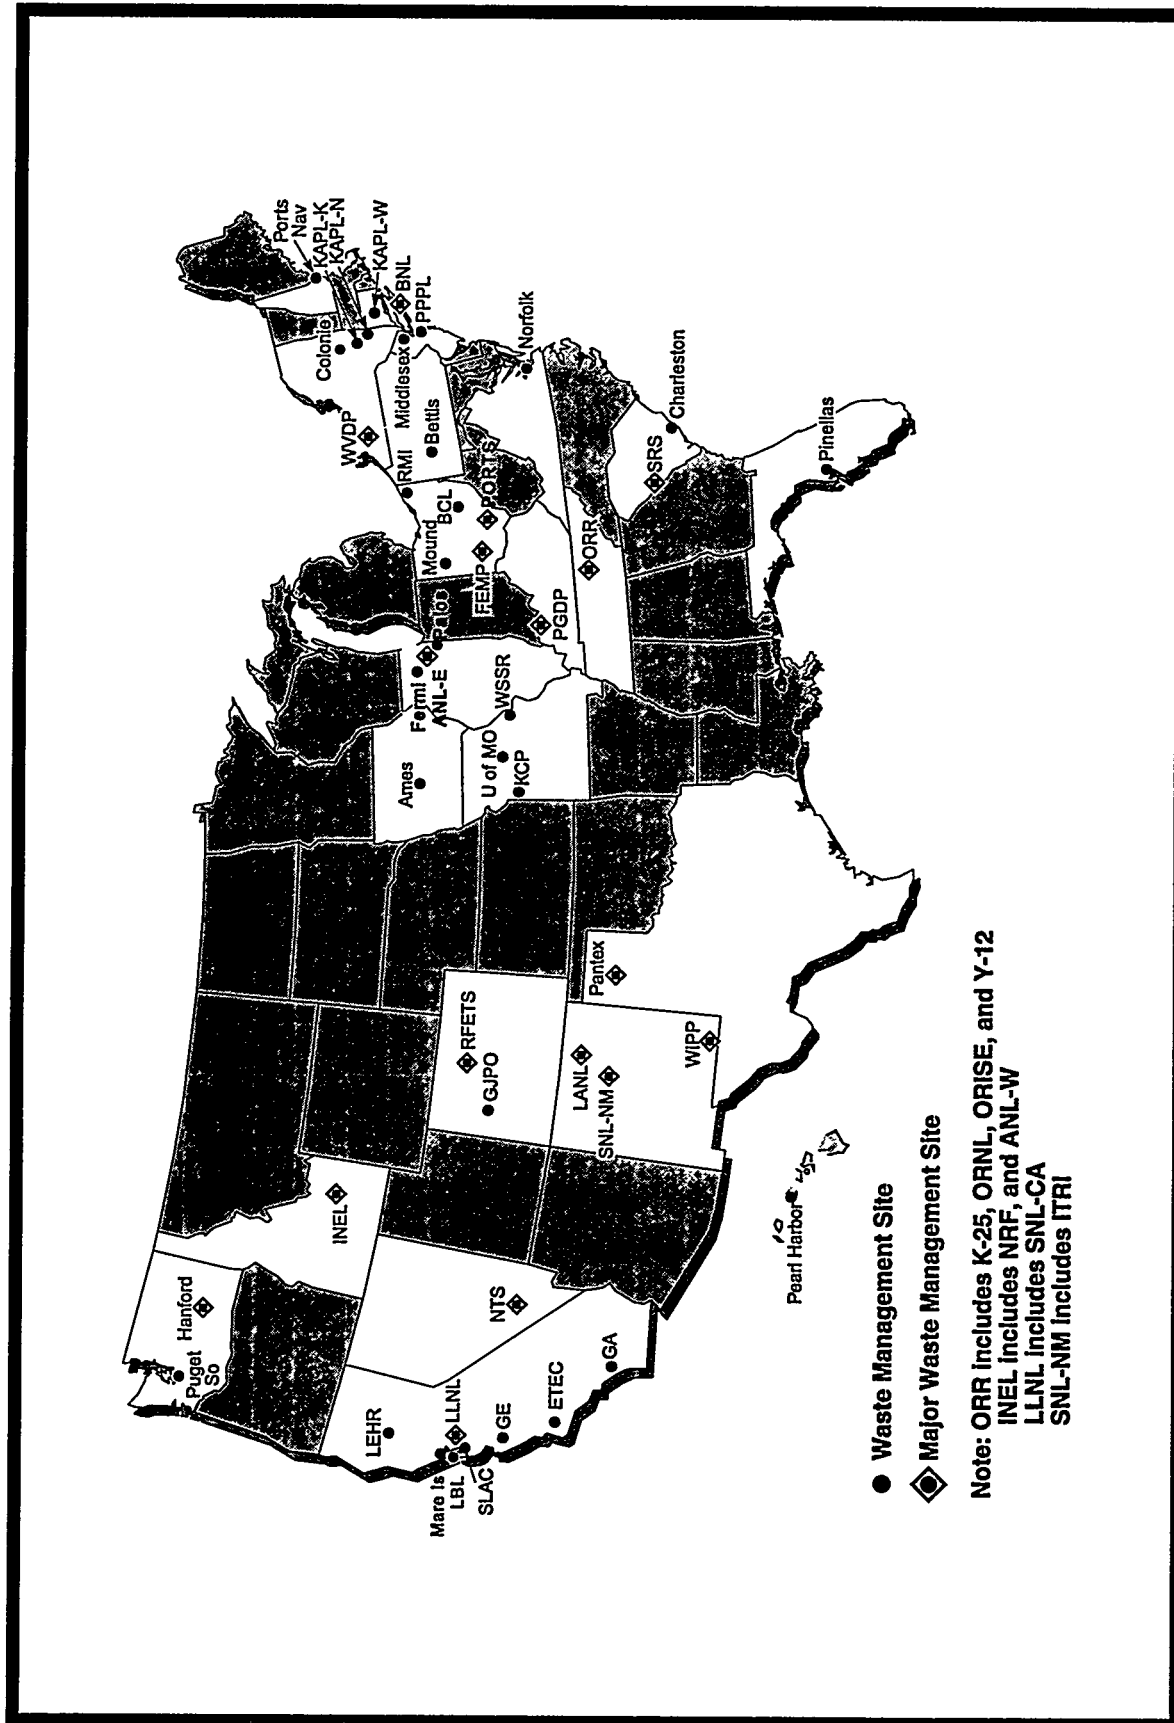 Puget
So
Hanford
INEL
LEHR
Mare Is
LBL
LLNL
SLAC
GE
ETEC
GA
NTS
GJPO
RFETS
LANL
SNL-NM
WIPP
Pantex
Pearl Harbor
Ames
U of MO
KCP
WSSR
Fermi
ANL-E
Palos
PGDP
Mound
BCL
FEMP
PORTS
ORR
RMI
WVDP
Bettis
Middlesex
Colonie
Ports
Nav
KAPL-K
KAPL-N
KAPL-W
BNL
PPPL
Norfolk
SRS
Charleston
Pinellas
Waste Management Site
Major Waste Management Site
Note: ORR includes K-25, ORNL, ORISE, and Y-12
INEL includes NRF, and ANL-W
LLNL includes SNL-CA
SNL-NM includes ITRI